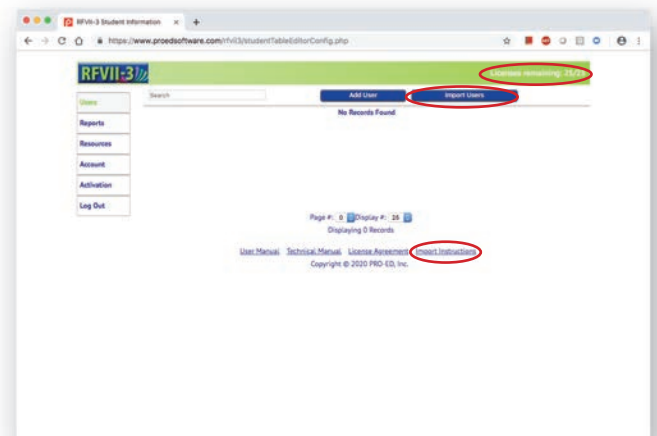 RFVII-3 Student Information
https://www.proedsoftware.com/rfvii3/studentTableEditorConfig.php
RFVII-3
Licenses remaining: 25/25
Users
Search
Add User
Import Users
No Records Found
Reports
Resources
Account
Activation
Log Out
Page #: 0 Display #: 25
Displaying 0 Records
User Manual Technical Manual License Agreement Import Instructions
Copyright © 2020 PRO-ED, Inc.